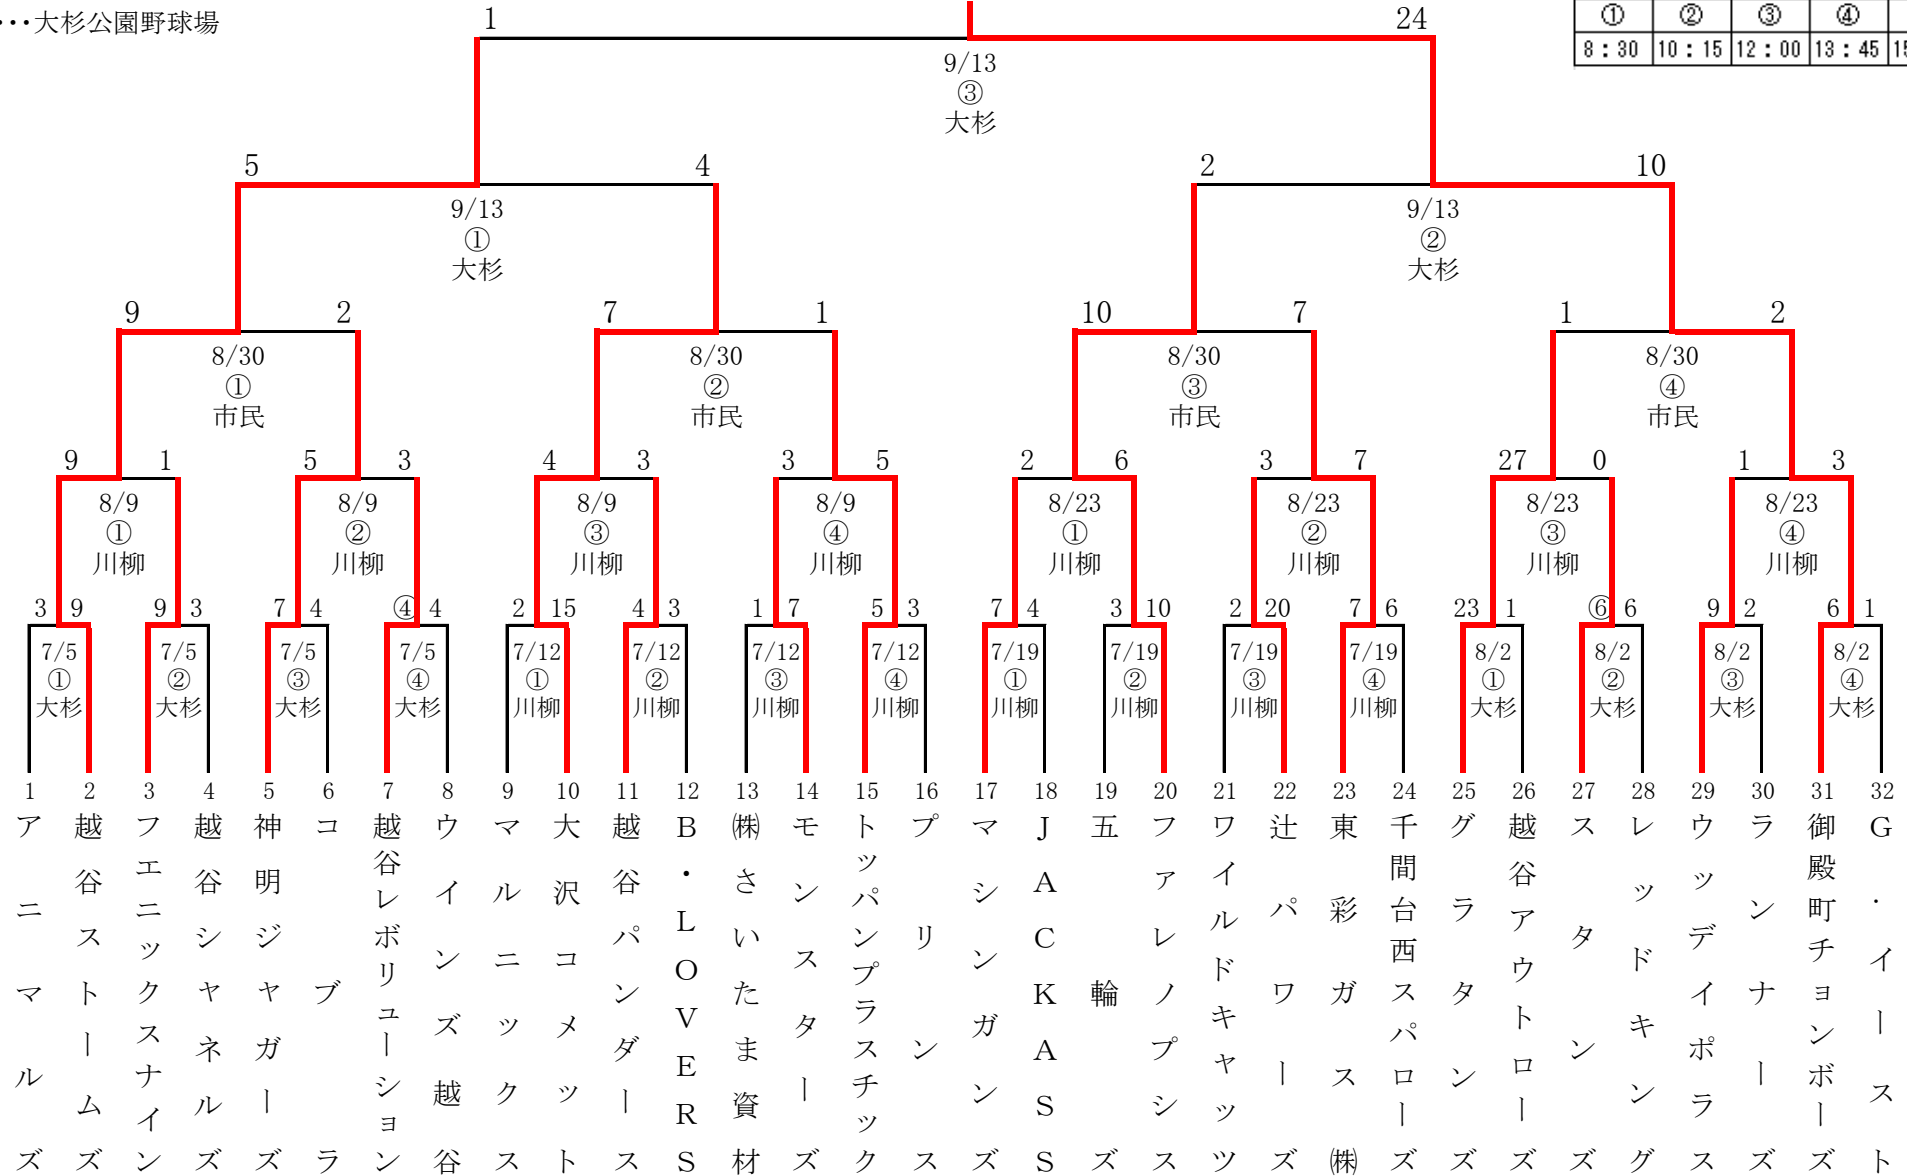 ・・・大杉公園野球場
① ② ③ ④
8：30 10：15 12：00 13：45 15
1 24
9/13
③
大杉
5 4 2 10
9/13 9/13
① ②
大杉 大杉
9 2 7 1 10 7 1 2
8/30 8/30 8/30 8/30
① ② ③ ④
市民 市民 市民 市民
9 1 5 3 4 3 3 5 2 6 3 7 27 0 1 3
8/9 8/9 8/9 8/9 8/23 8/23 8/23 8/23
① ② ③ ④ ① ② ③ ④
川柳 川柳 川柳 川柳 川柳 川柳 川柳 川柳
3 9 9 3 7 4 ④ 4 2 15 4 3 1 7 5 3 7 4 3 10 2 20 7 6 23 1 ⑥ 6 9 2 6 1
7/5 7/5 7/5 7/5 7/12 7/12 7/12 7/12 7/19 7/19 7/19 7/19 8/2 8/2 8/2 8/2
① ② ③ ④ ① ② ③ ④ ① ② ③ ④ ① ② ③ ④
大杉 大杉 大杉 大杉 川柳 川柳 川柳 川柳 川柳 川柳 川柳 川柳 大杉 大杉 大杉 大杉
1 2 3 4 5 6 7 8 9 10 11 12 13 14 15 16 17 18 19 20 21 22 23 24 25 26 27 28 29 30 31 32
アニマルズ
越谷ストームズ
フエニックスナイン
越谷シャネルズ
神明ジャガーズ
コブラ
越谷レボリューション
ウインズ越谷
マルニックス
大沢コメット
越谷パンダース
B・LOVERS
㈱さいたま資材
モンスターズ
トッパンプラスチック
プリンス
マシンガンズ
JACKASS
五輪ズ
ファレノプシス
ワイルドキャッツ
辻パワーズ
東彩ガス㈱
千間台西スパローズ
グラタンズ
越谷アウトローズ
スタンズ
レッドキング
ウッディポラス
ランナーズ
御殿町チョンボーズ
G・イースト